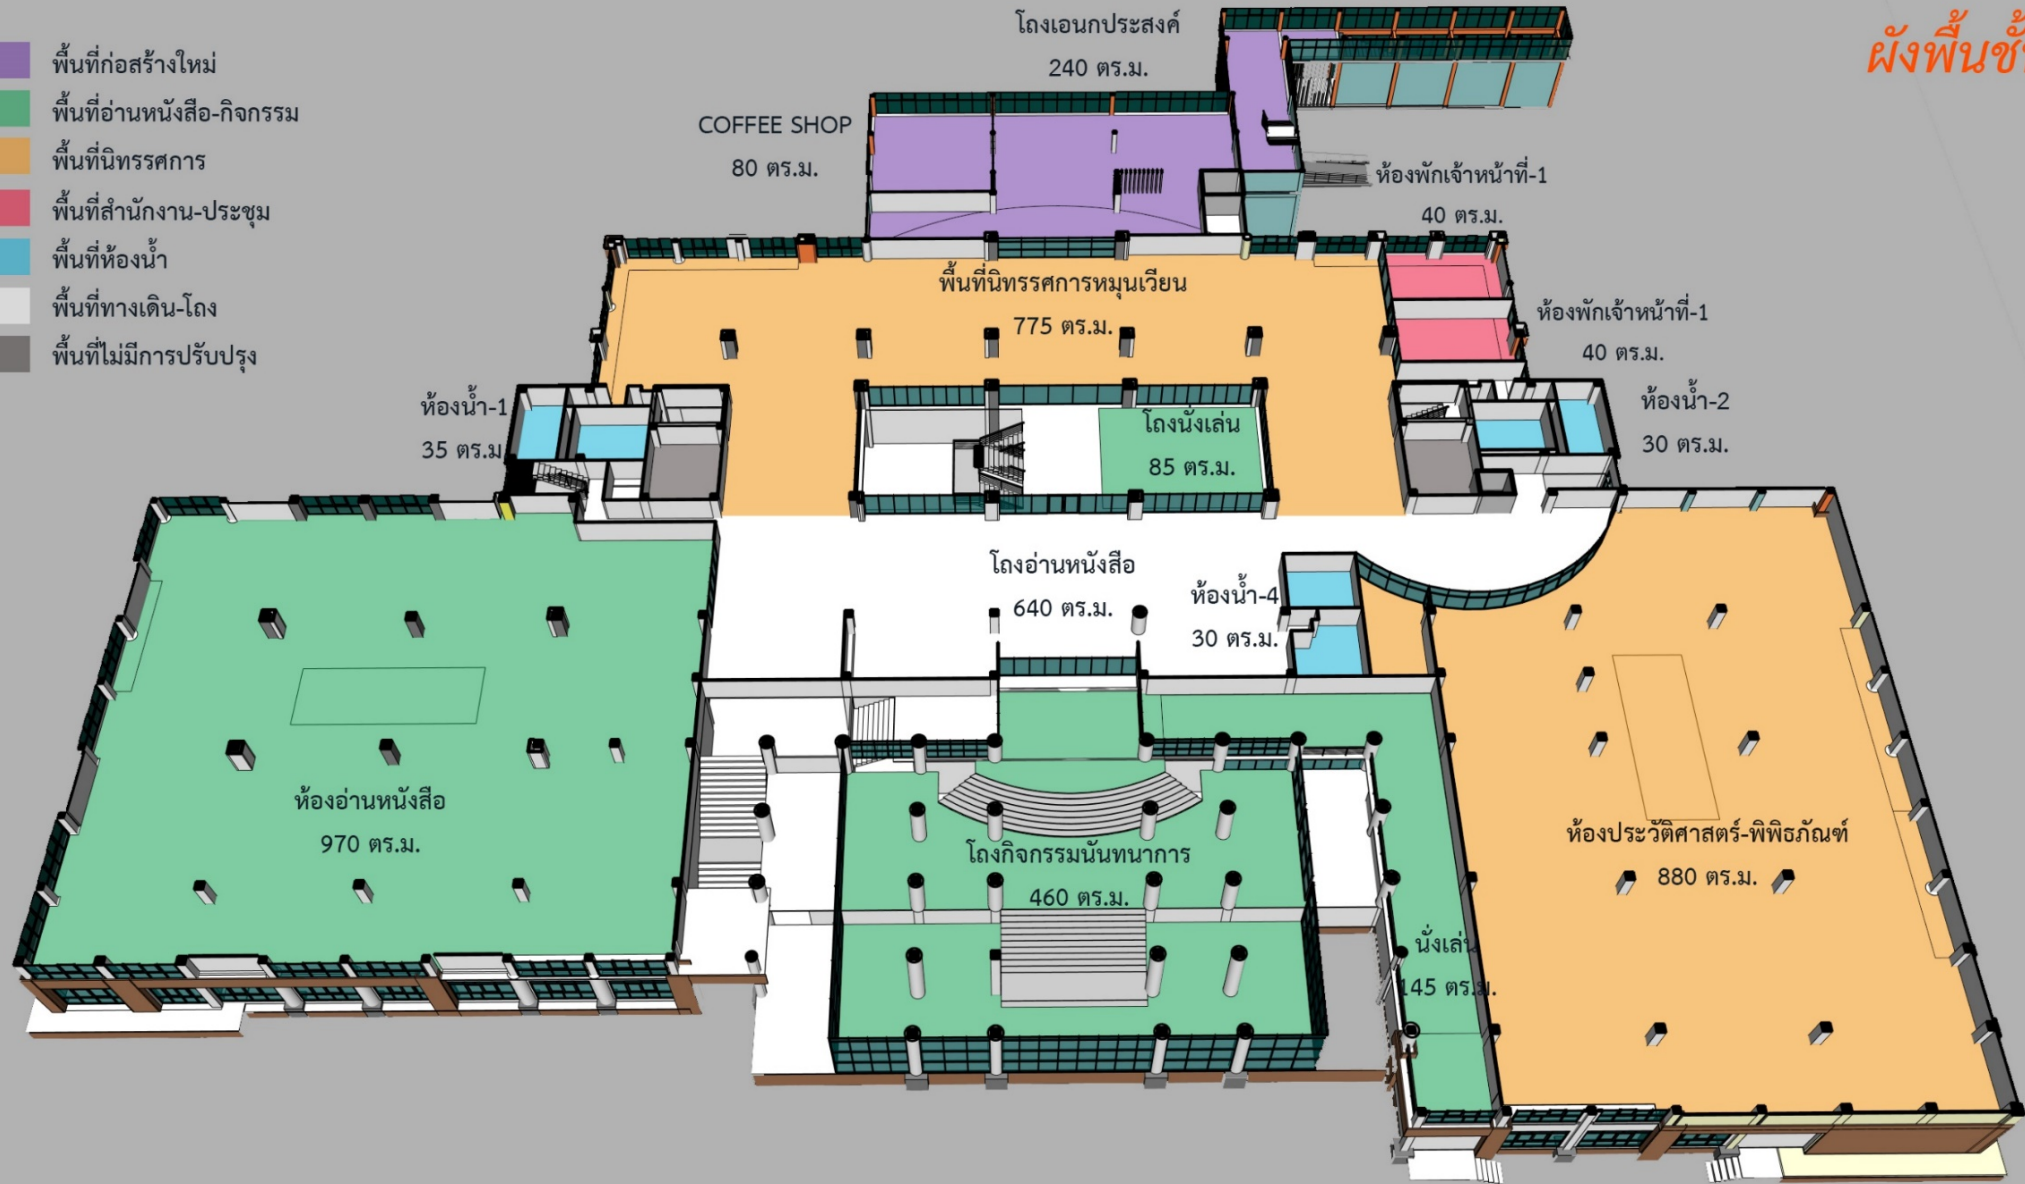 ผังพื้นชั้
พื้นที่ก่อสร้างใหม่
พื้นที่อ่านหนังสือ-กิจกรรม
พื้นที่นิทรรศการ
พื้นที่สำนักงาน-ประชุม
พื้นที่ห้องน้ำ
พื้นที่ทางเดิน-โถง
พื้นที่ไม่มีการปรับปรุง
โถงเอนกประสงค์
240 ตร.ม.
COFFEE SHOP
80 ตร.ม.
ห้องพักเจ้าหน้าที่-1
40 ตร.ม.
พื้นที่นิทรรศการหมุนเวียน
775 ตร.ม.
ห้องพักเจ้าหน้าที่-1
40 ตร.ม.
ห้องน้ำ-1
35 ตร.ม
โถงนั่งเล่น
85 ตร.ม.
ห้องน้ำ-2
30 ตร.ม.
โถงอ่านหนังสือ
640 ตร.ม.
ห้องน้ำ-4
30 ตร.ม.
ห้องอ่านหนังสือ
970 ตร.ม.
โถงกิจกรรมนันทนาการ
460 ตร.ม.
ห้องประวัติศาสตร์-พิพิธภัณฑ์
880 ตร.ม.
นั่งเล่น
145 ตร.ม.